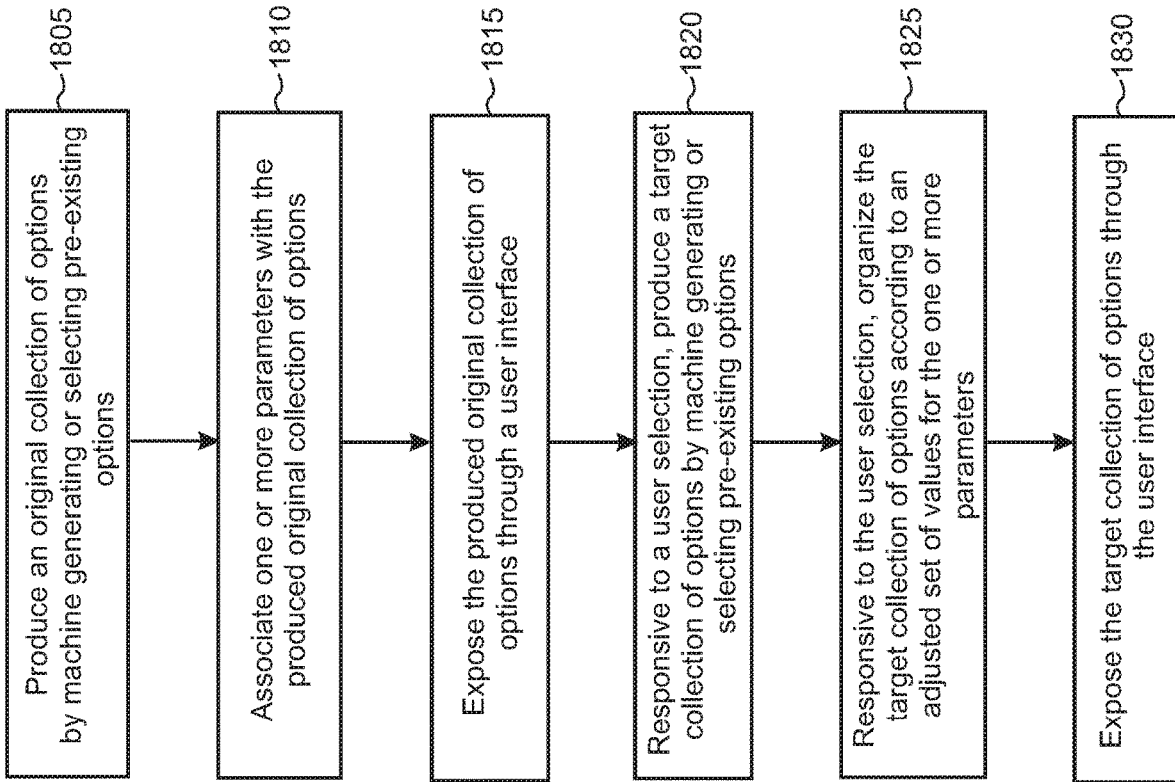 Produce an original collection of options
by machine generating or selecting pre-existing
options
1805
Associate one or more parameters with the
produced original collection of options
1810
Expose the produced original collection of
options through a user interface
1815
Responsive to a user selection, produce a target
collection of options by machine generating or
selecting pre-existing options
1820
Responsive to the user selection, organize the
target collection of options according to an
adjusted set of values for the one or more
parameters
1825
Expose the target collection of options through
the user interface
1830